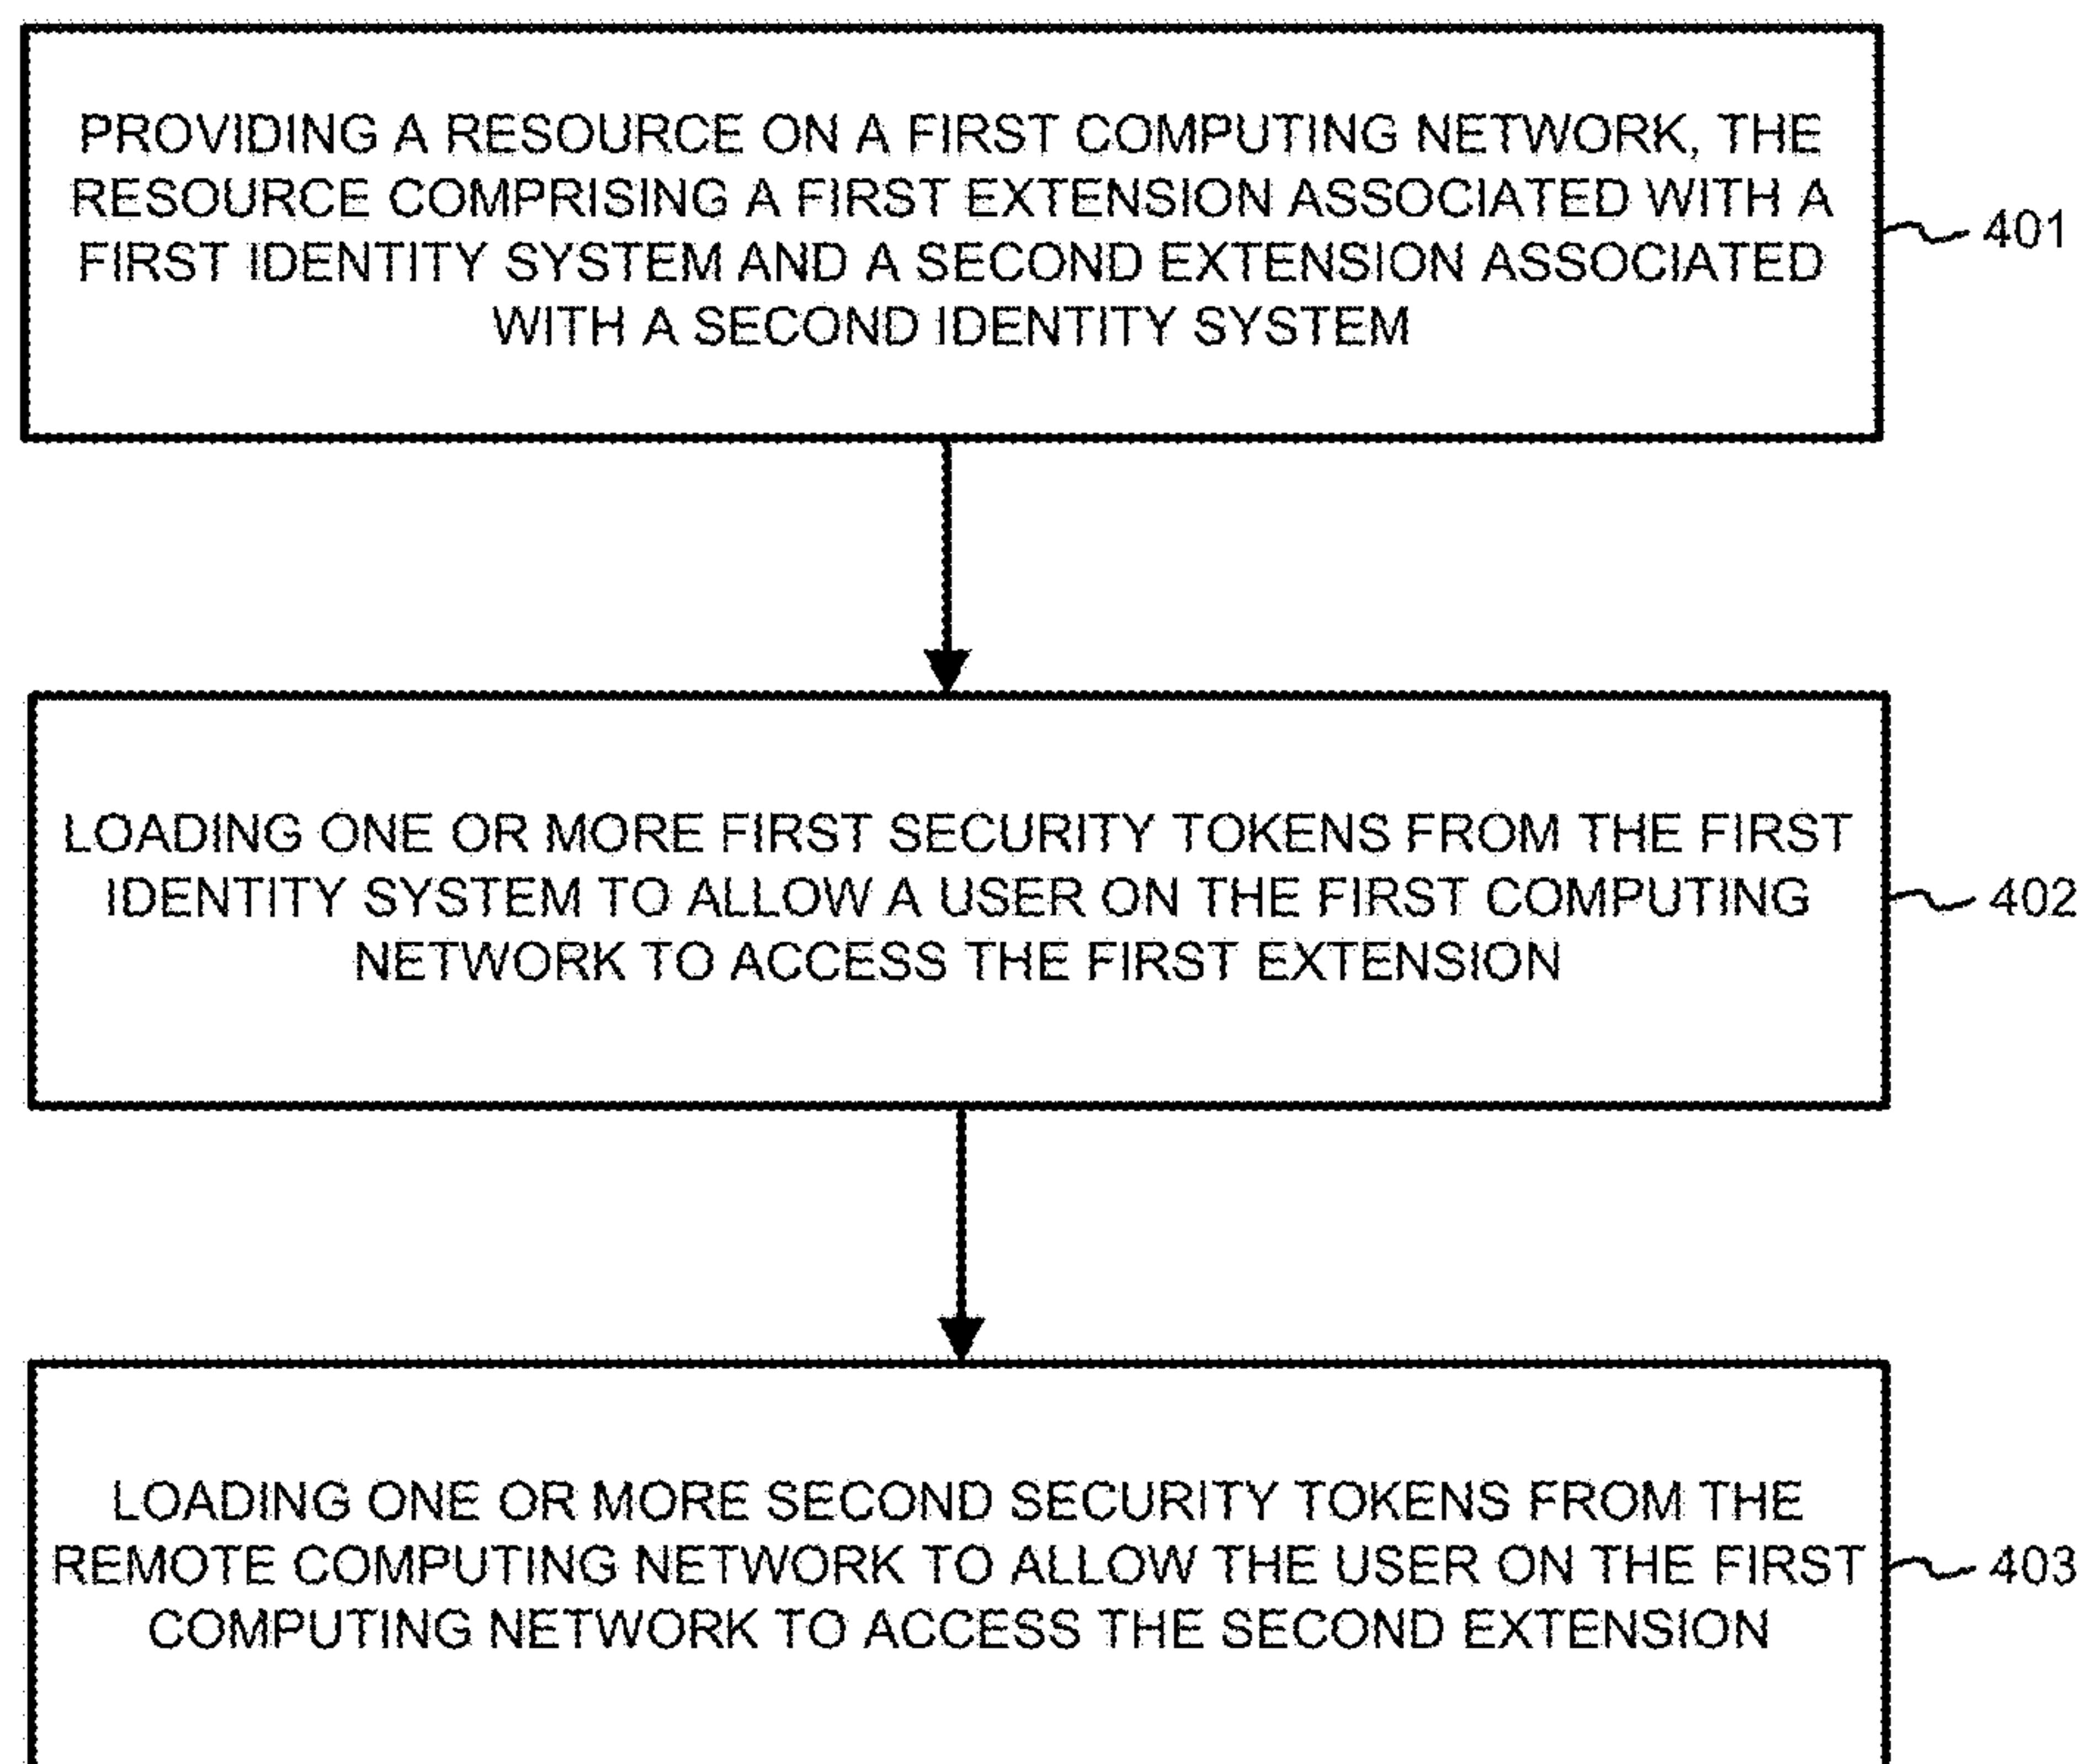 PROVIDING A RESOURCE ON A FIRST COMPUTING NETWORK, THE
RESOURCE COMPRISING A FIRST EXTENSION ASSOCIATED WITH A
FIRST IDENTITY SYSTEM AND A SECOND EXTENSION ASSOCIATED
WITH A SECOND IDENTITY SYSTEM
401
LOADING ONE OR MORE FIRST SECURITY TOKENS FROM THE FIRST
IDENTITY SYSTEM TO ALLOW A USER ON THE FIRST COMPUTING
NETWORK TO ACCESS THE FIRST EXTENSION
402
LOADING ONE OR MORE SECOND SECURITY TOKENS FROM THE
REMOTE COMPUTING NETWORK TO ALLOW THE USER ON THE FIRST
COMPUTING NETWORK TO ACCESS THE SECOND EXTENSION
403